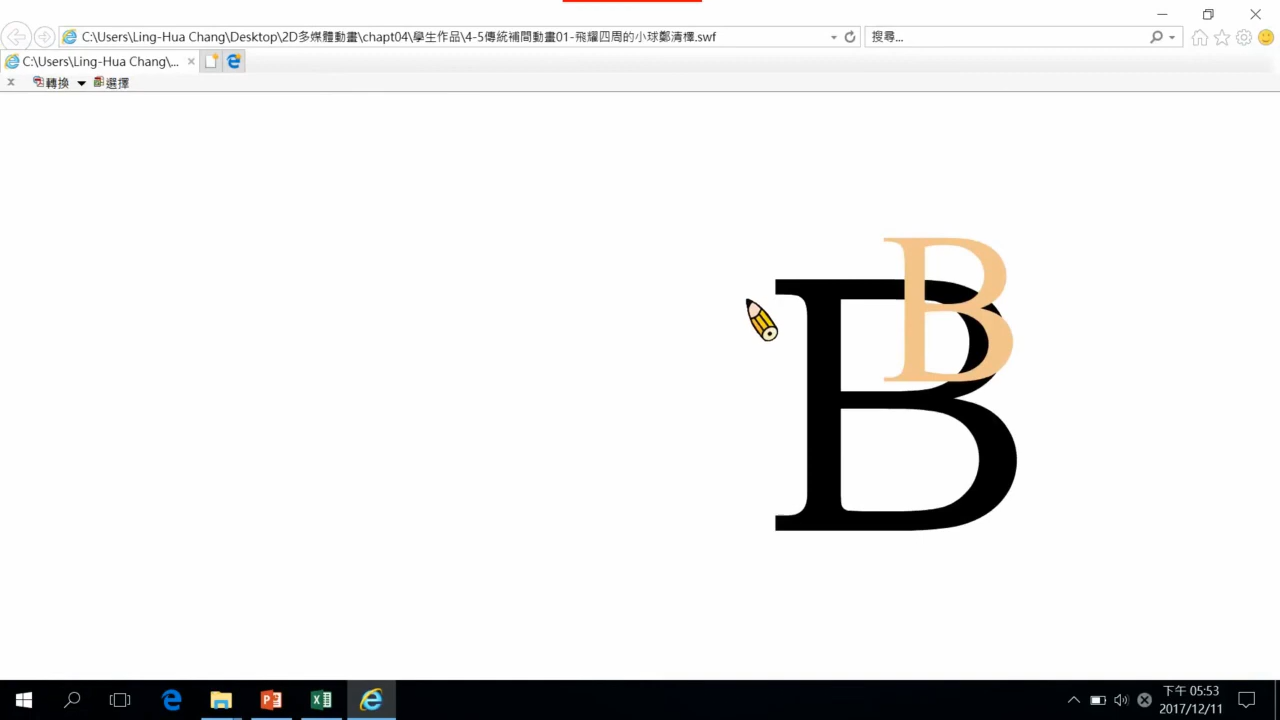 C:\Users\Ling-Hua Chang\Desktop\2D多媒體動畫\chapt04\學生作品\4-5傳統補間動畫01-飛耀四周的小球鄭清檡.swf
搜尋...
C:\Users\Ling-Hua Chang\...
轉換
選擇
B
B
下午 05:53
2017/12/11